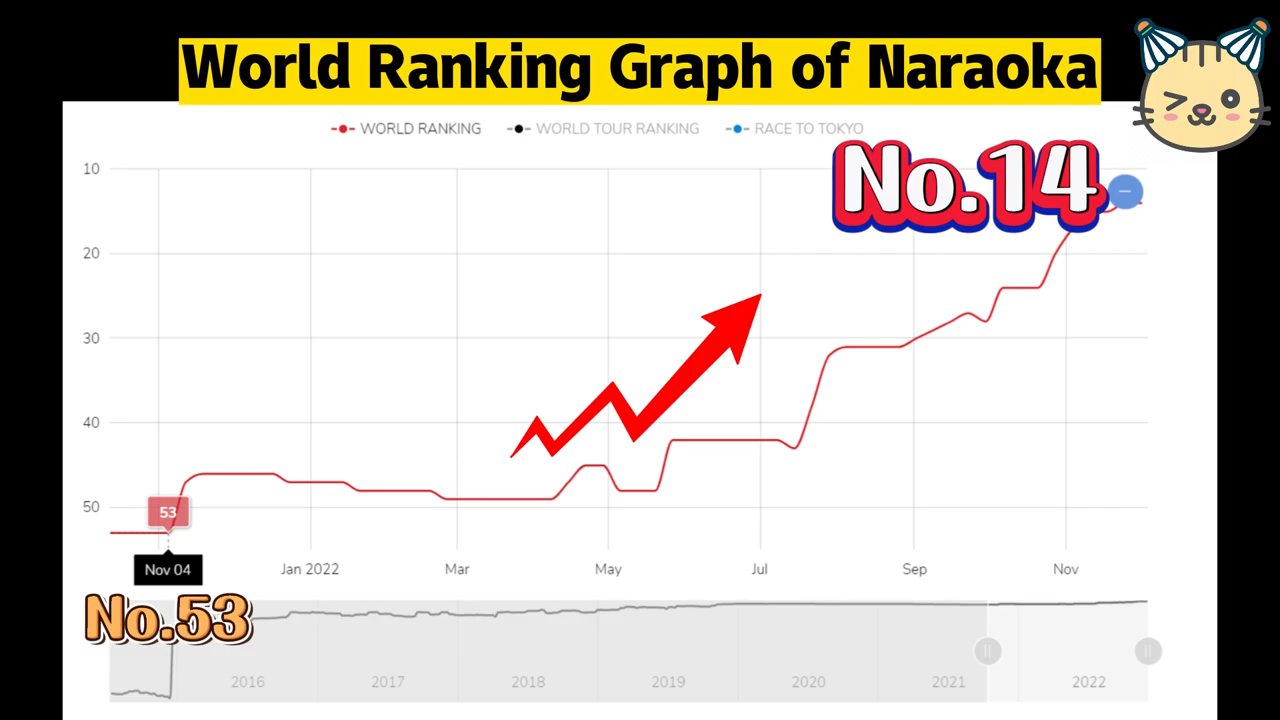 World Ranking Graph of Naraoka
WORLD RANKING WORLD TOUR RANKING RACE TO TOKYO
No.14
10
20
30
40
50
53
Nov 04 Jan 2022 Mar May Jul Sep Nov
No.53
2016 2017 2018 2019 2020 2021 2022